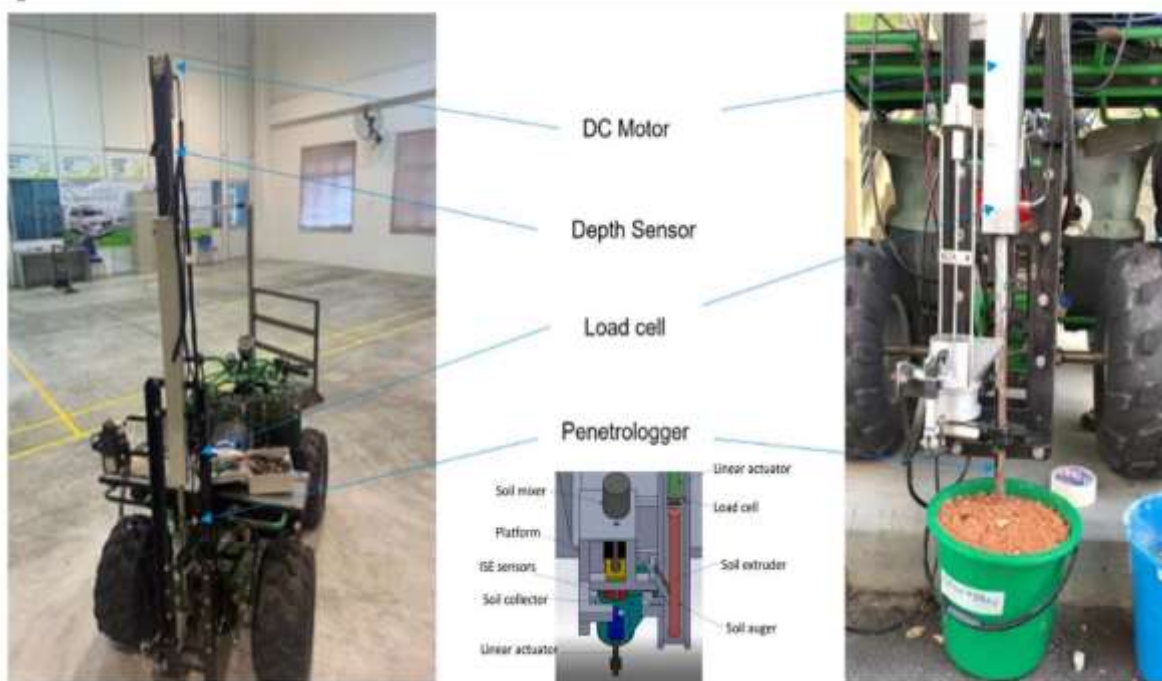 DC Motor
Depth Sensor
Load cell
Penetrologger
Linear actuator
Soil mixer
Load cell
Platform
ISE sensors
Soil extruder
Soil collector
Soil auger
Linear actuator